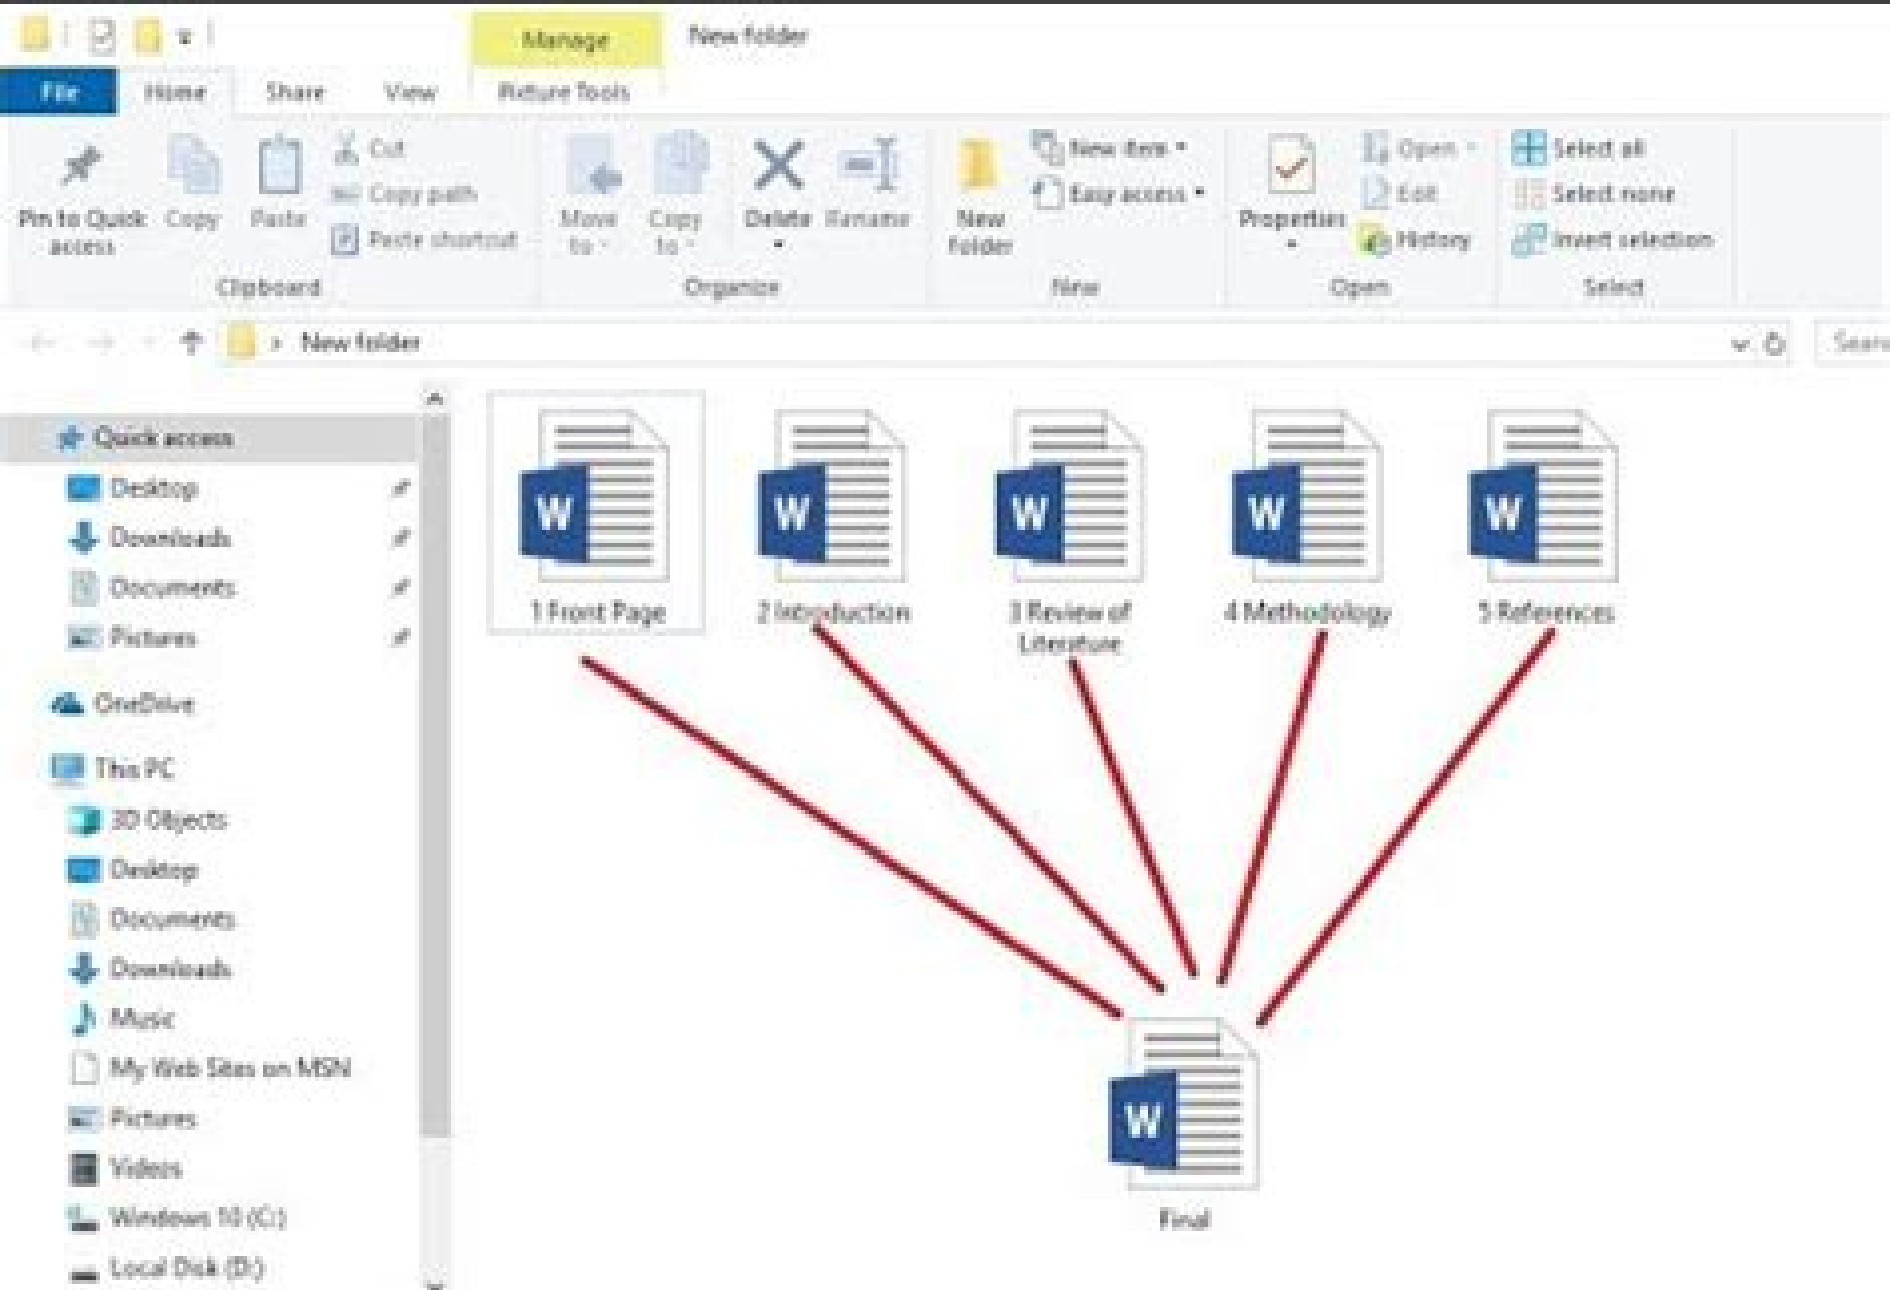 Manage
New folder
File
Home
Share
View
Picture Tools
Pin to Quick access
Copy
Paste
Cut
Copy path
Paste shortcut
Clipboard
Move to
Copy to
Delete
Rename
Organize
New folder
New item
Easy access
New
Properties
Open
Edit
History
Open
Select all
Select none
Invert selection
Select
New folder
Quick access
Desktop
Downloads
Documents
Pictures
OneDrive
This PC
3D Objects
Desktop
Documents
Downloads
Music
My Web Sites on MSN
Pictures
Videos
Windows 10 (C:)
Local Disk (D:)
W
W
W
W
W
1 Front Page
2 Introduction
3 Review of
Literature
4 Methodology
5 References
W
Final